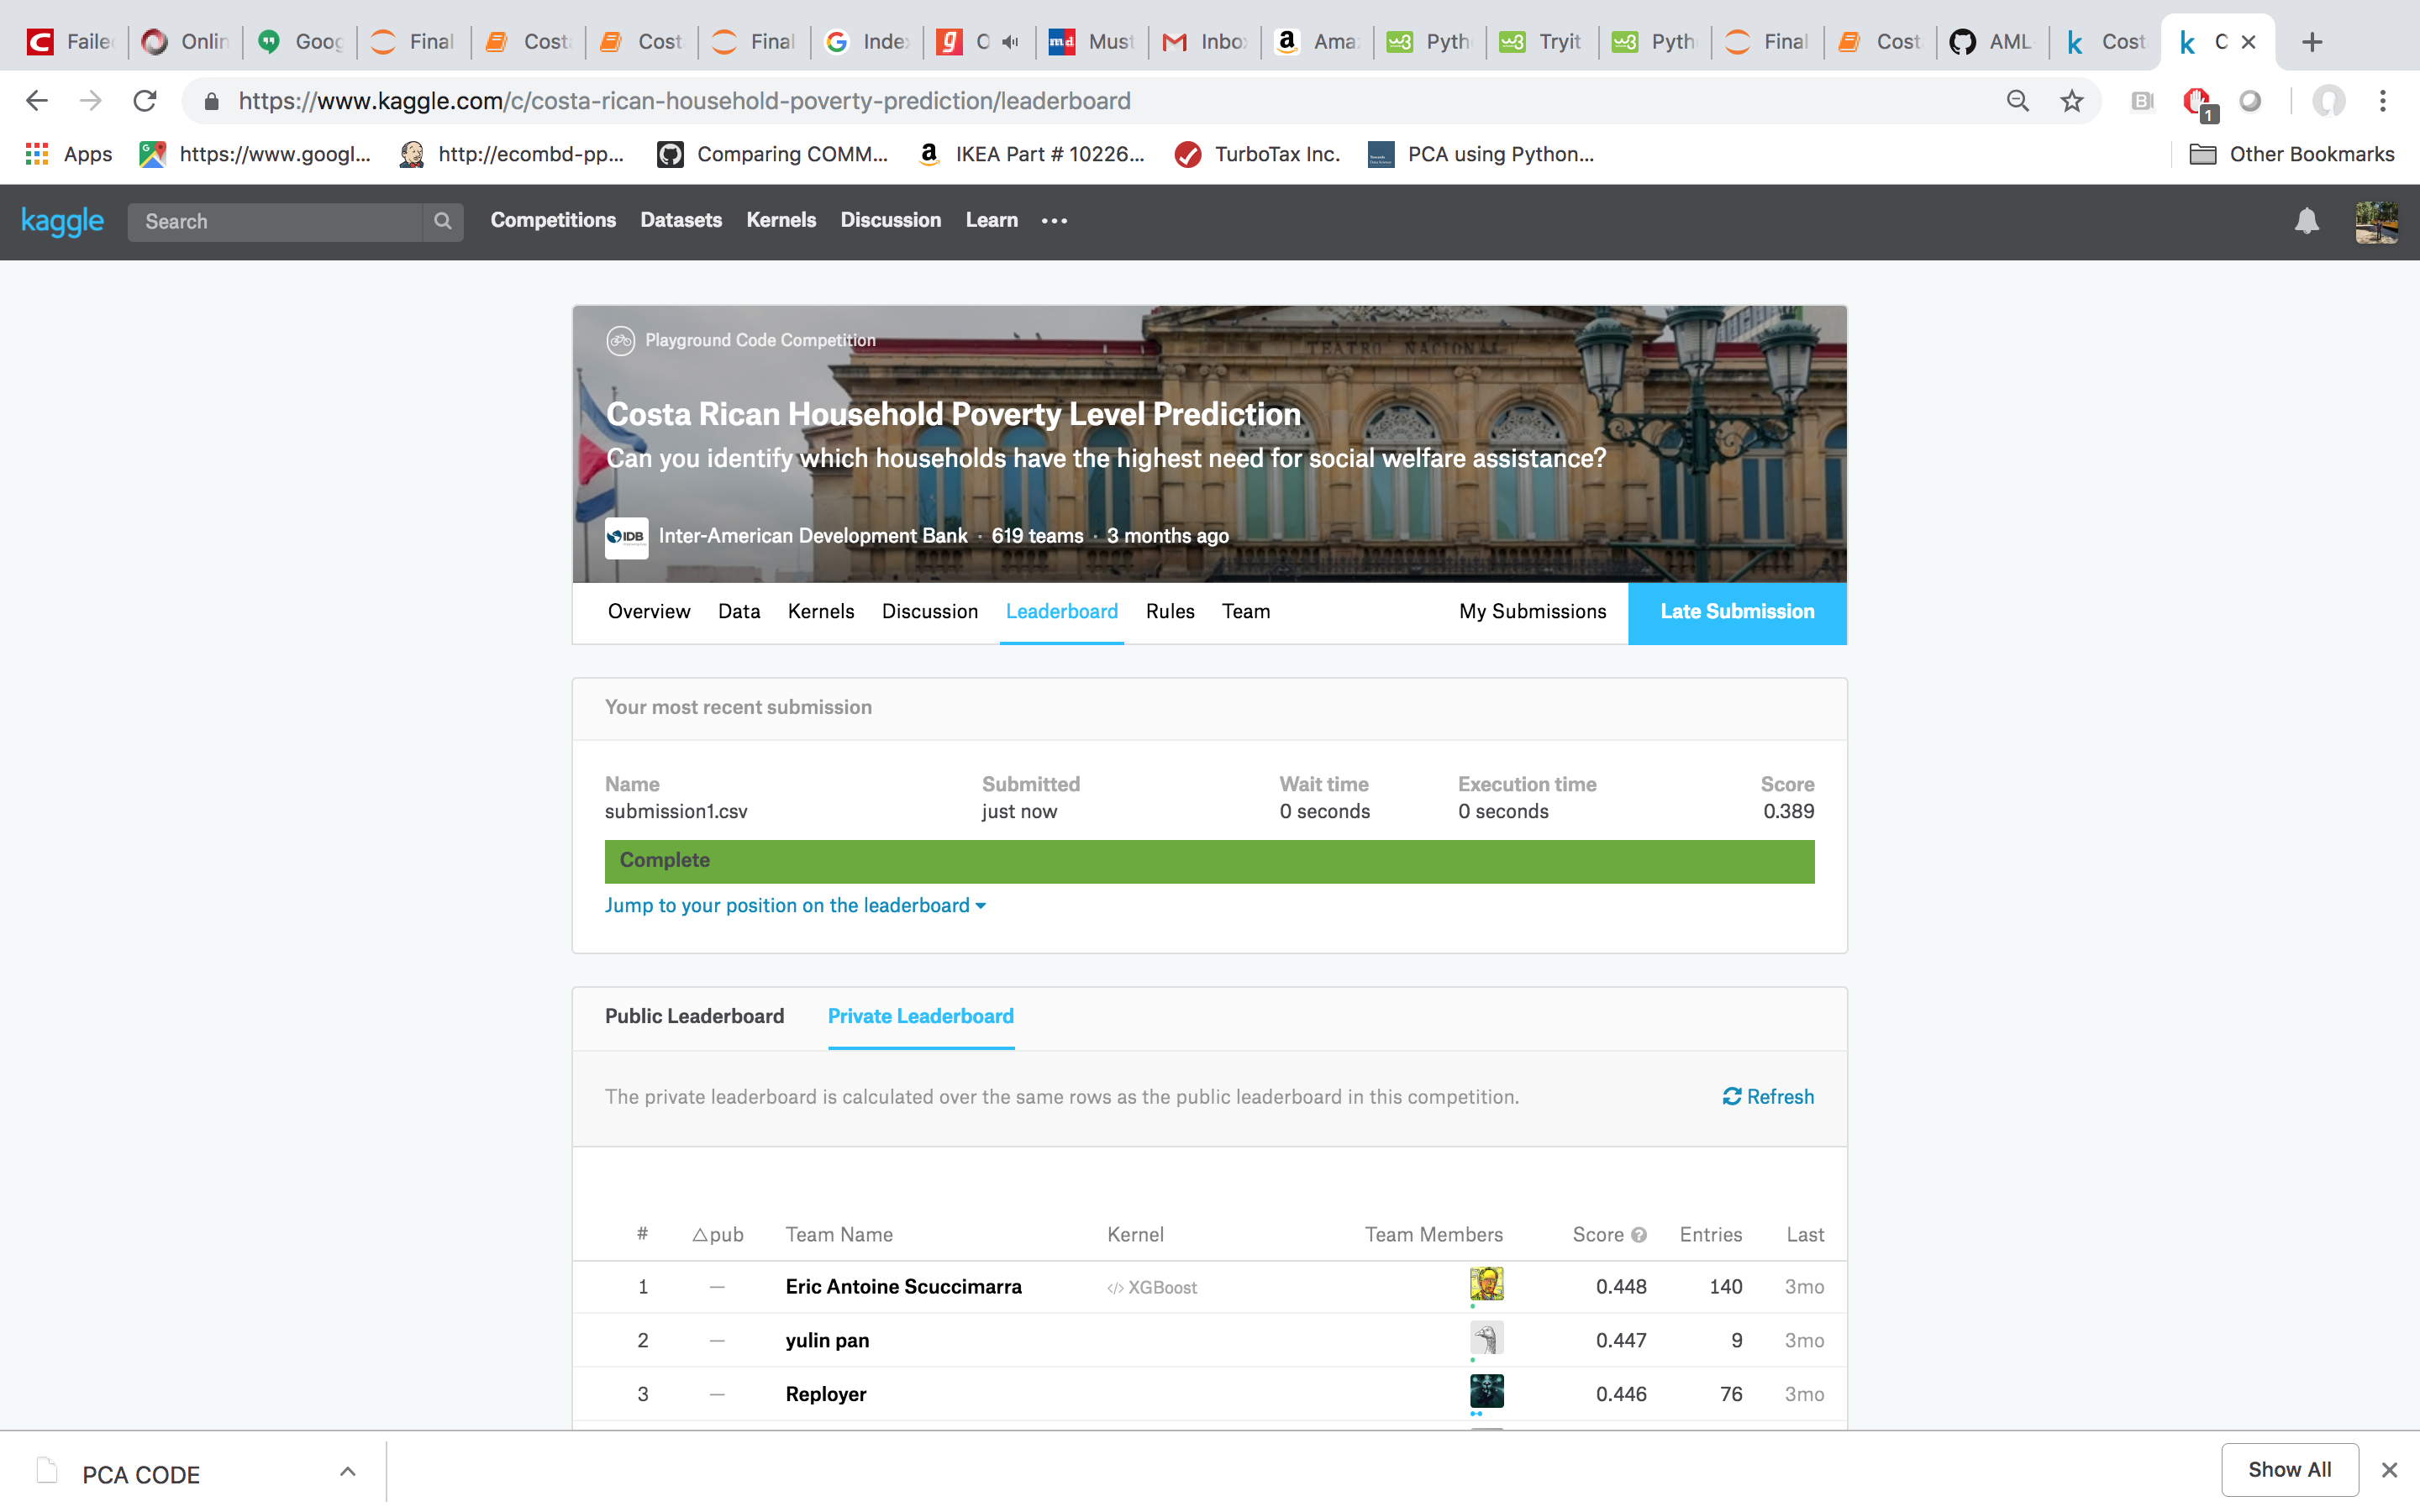 Failed Onlin Goog Final Cost Cost Final Inde Must Inbo Ama Pyth Tryit Pyth Final Cost AML- Cost C
https://www.kaggle.com/c/costa-rican-household-poverty-prediction/leaderboard
1
Apps https://www.googl... http://ecombd-pp... Comparing COMM... IKEA Part # 10226... TurboTax Inc. PCA using Python... Other Bookmarks
kaggle Search Competitions Datasets Kernels Discussion Learn
TEATRO NACIONAL
Playground Code Competition
Costa Rican Household Poverty Level Prediction
Can you identify which households have the highest need for social welfare assistance?
IDB Inter-American Development Bank · 619 teams · 3 months ago
Overview Data Kernels Discussion Leaderboard Rules Team My Submissions Late Submission
Your most recent submission
Name Submitted Wait time Execution time Score
submission1.csv just now 0 seconds 0 seconds 0.389
Complete
Jump to your position on the leaderboard
Public Leaderboard Private Leaderboard
The private leaderboard is calculated over the same rows as the public leaderboard in this competition. Refresh
# △pub Team Name Kernel Team Members Score Entries Last
1 — Eric Antoine Scuccimarra </> XGBoost 0.448 140 3mo
2 — yulin pan 0.447 9 3mo
3 — Reployer 0.446 76 3mo
PCA CODE Show All